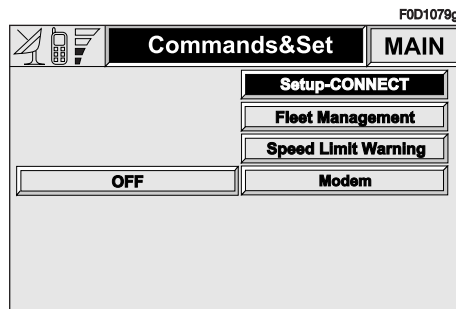 F0D1079g
Commands&Set MAIN
Setup-CONNECT
Fleet Management
Speed Limit Warning
OFF Modem